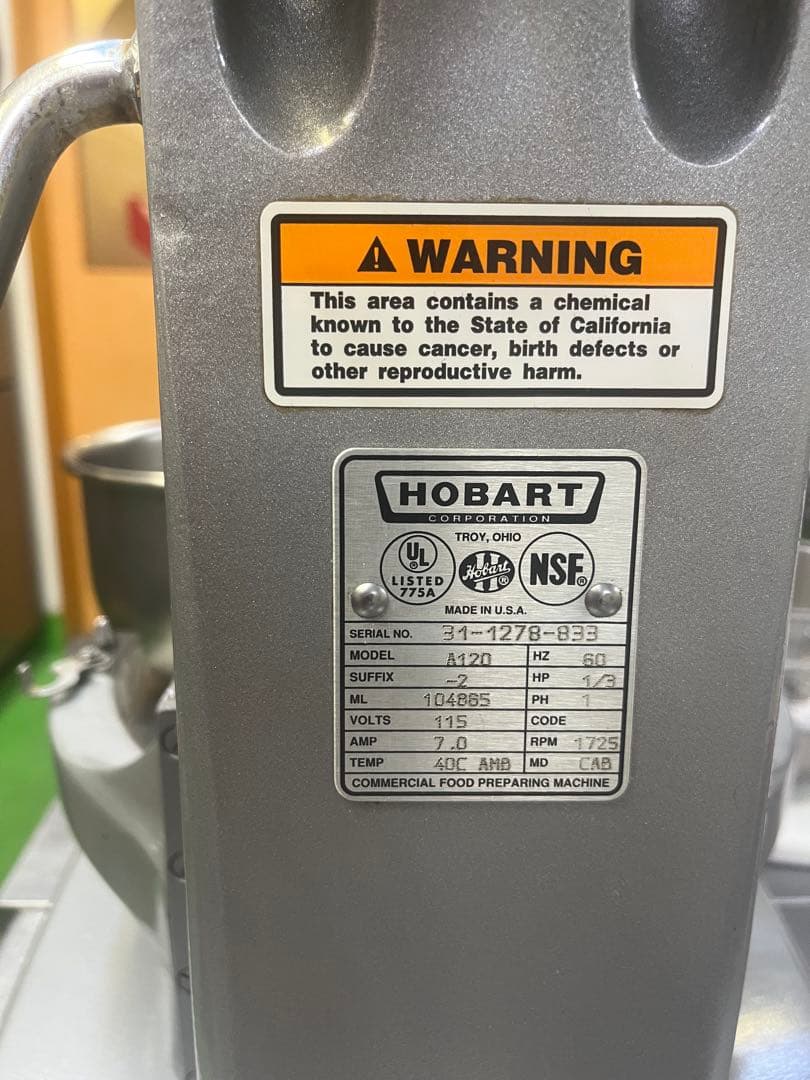 WARNING
This area contains a chemical
known to the State of California
to cause cancer, birth defects or
other reproductive harm.
HOBART
CORPORATION
TROY, OHIO
UL
LISTED
775A
Hobart
NSF
MADE IN U.S.A.
SERIAL NO. 31-1278-833
MODEL A120 HZ 60
SUFFIX -2 HP 1/3
ML 104865 PH 1
VOLTS 115 CODE
AMP 7.0 RPM 1725
TEMP 40C AMB MD CAB
COMMERCIAL FOOD PREPARING MACHINE